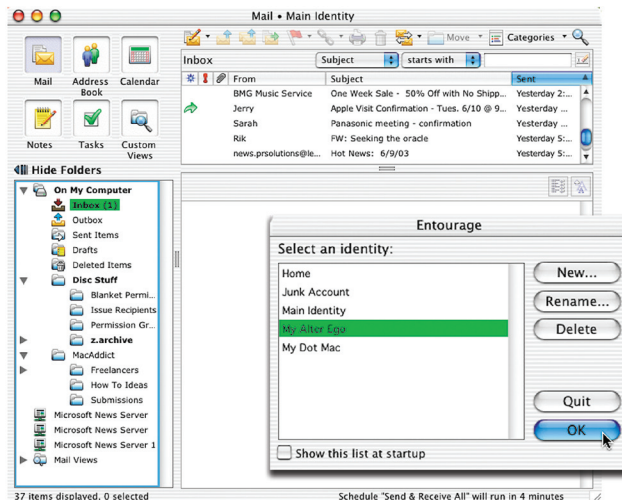 Mail • Main Identity
Move
Categories
Mail
Address Book
Calendar
Notes
Tasks
Custom Views
Hide Folders
On My Computer
Inbox (1)
Outbox
Sent Items
Drafts
Deleted Items
Disc Stuff
Blanket Permi...
Issue Recipients
Permission Gr...
z.archive
MacAddict
Freelancers
How To Ideas
Submissions
Microsoft News Server
Microsoft News Server
Microsoft News Server 1
Mail Views
Inbox
Subject
starts with
From Subject Sent
BMG Music Service One Week Sale - 50% Off with No Shipp... Yesterday 2:...
Jerry Apple Visit Confirmation - Tues. 6/10 @ 9... Yesterday ...
Sarah Panasonic meeting - confirmation Yesterday ...
Rik FW: Seeking the oracle Yesterday 5:...
news.prsolutions@le... Hot News: 6/9/03 Yesterday 5:...
Entourage
Select an identity:
Home
Junk Account
Main Identity
My Alter Ego
My Dot Mac
New...
Rename...
Delete
Quit
OK
Show this list at startup
37 items displayed, 0 selected
Schedule "Send & Receive All" will run in 4 minutes